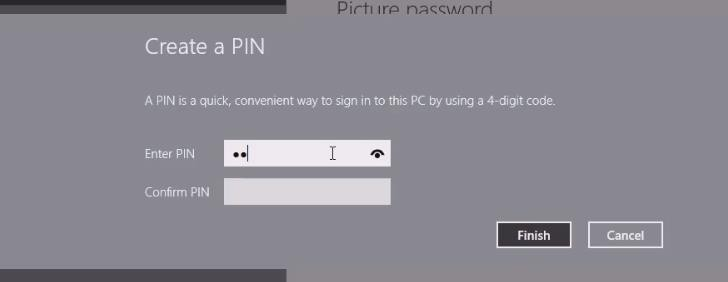 Picture password
Create a PIN
A PIN is a quick, convenient way to sign in to this PC by using a 4-digit code.
Enter PIN ••
Confirm PIN
Finish Cancel